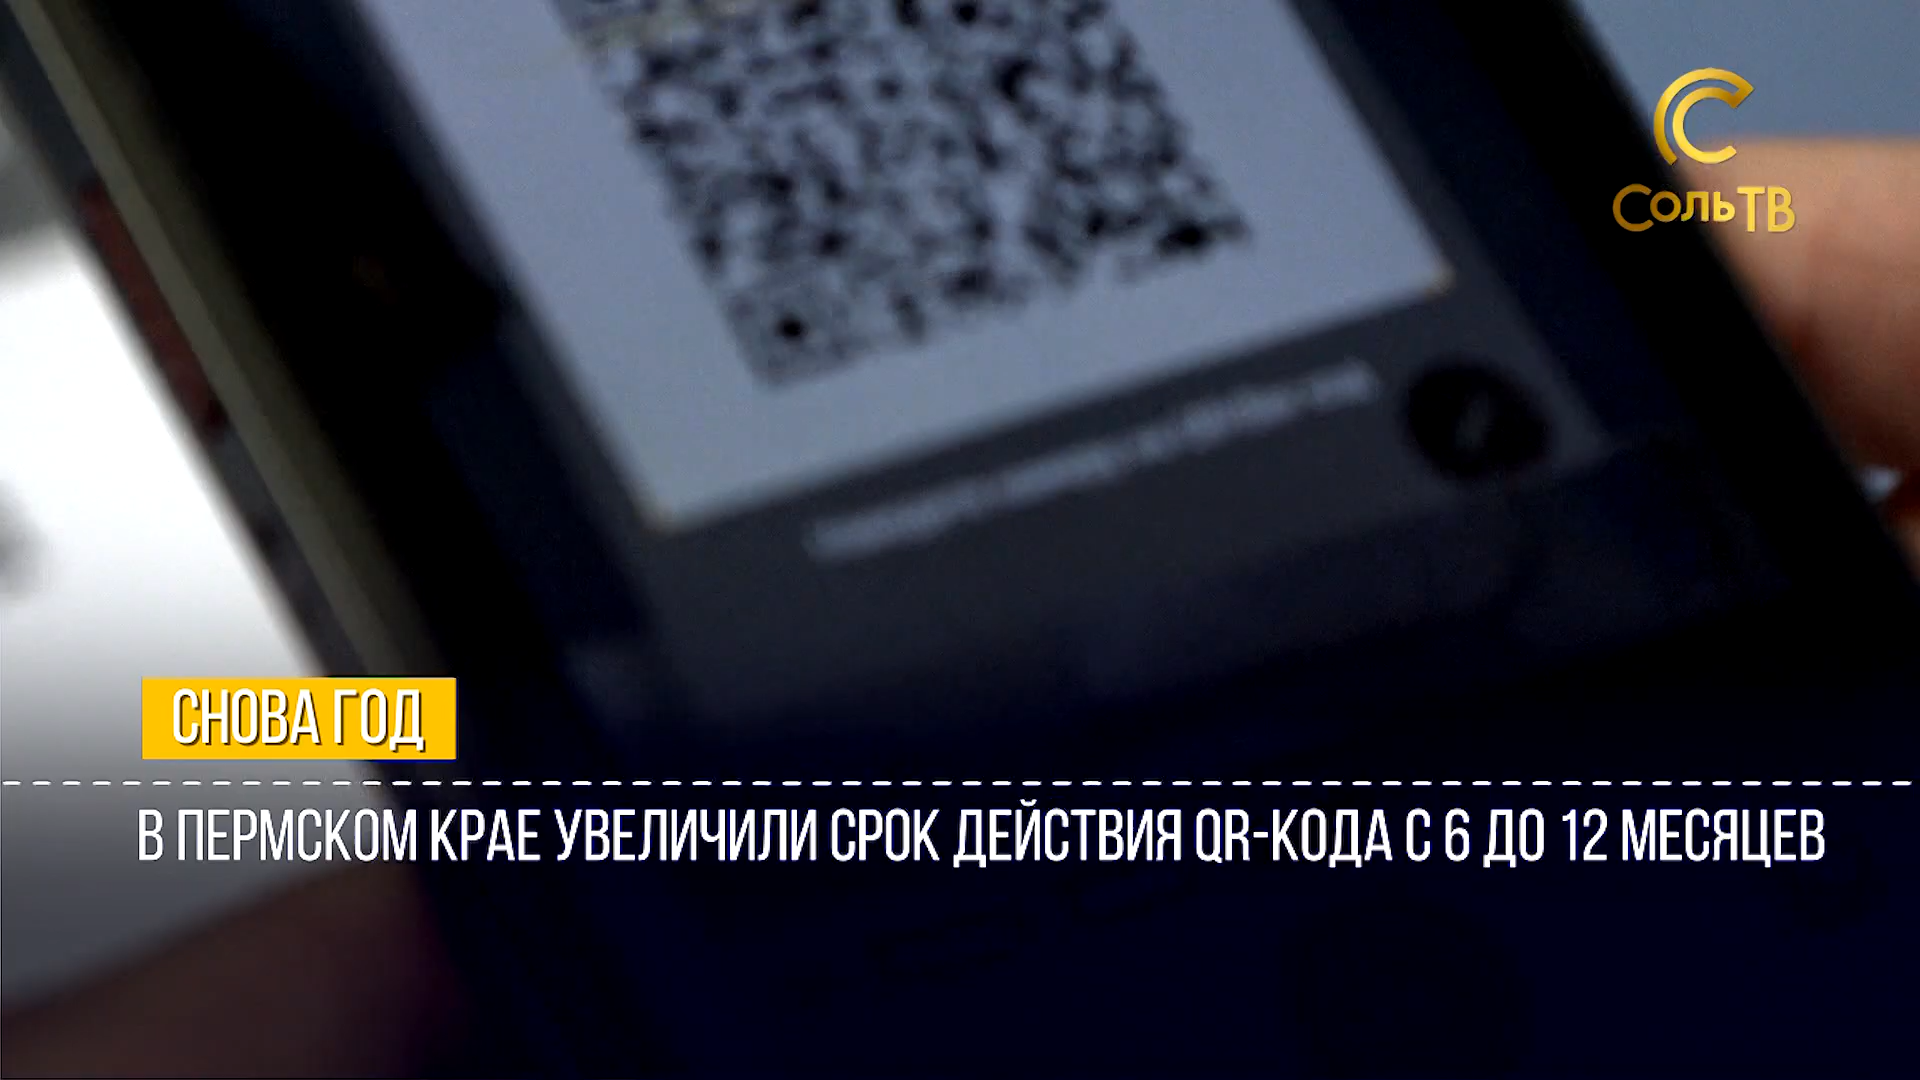 СОЛЬТВ
СНОВА ГОД
В ПЕРМСКОМ КРАЕ УВЕЛИЧИЛИ СРОК ДЕЙСТВИЯ QR-КОДА С 6 ДО 12 МЕСЯЦЕВ